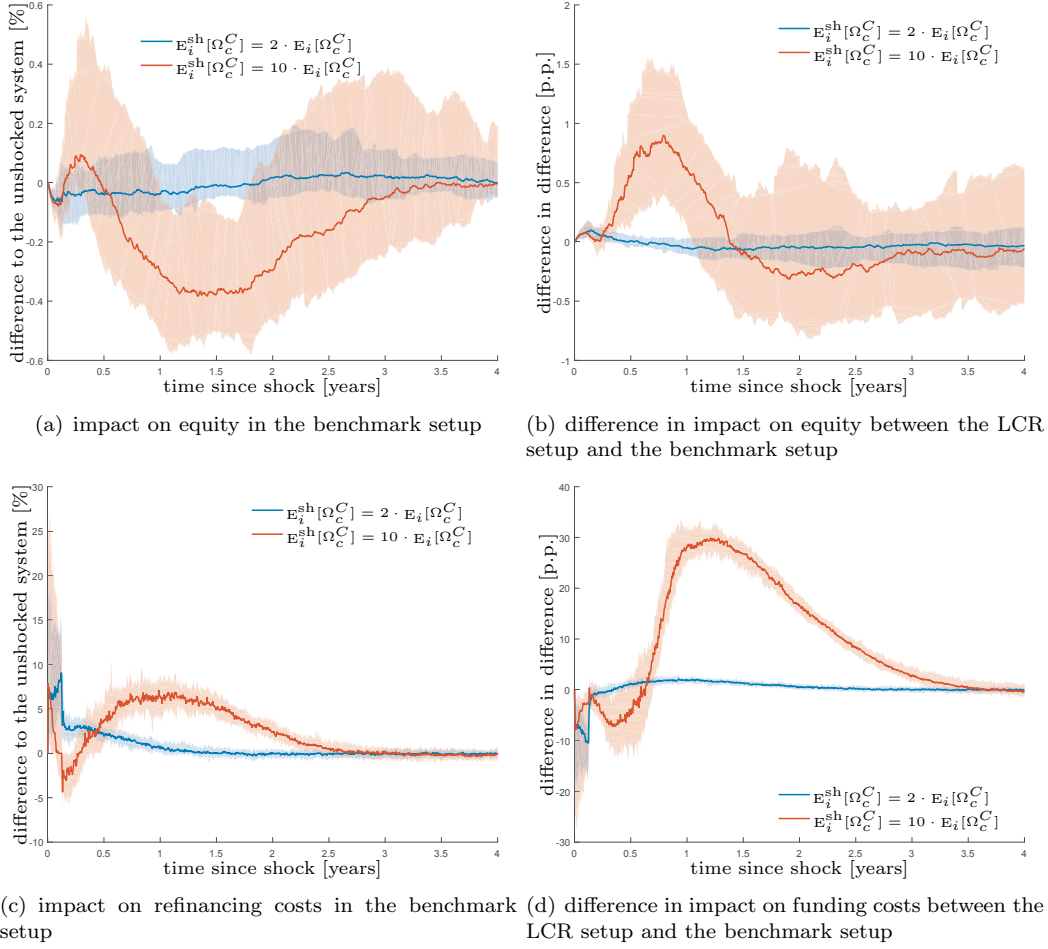 difference to the unshocked system [%]
0.6
0.4
0.2
0
-0.2
-0.4
-0.6
E_i^sh[Ω_c^C] = 2 · E_i[Ω_c^C]
E_i^sh[Ω_c^C] = 10 · E_i[Ω_c^C]
0 0.5 1 1.5 2 2.5 3 3.5 4
time since shock [years]
(a) impact on equity in the benchmark setup
difference in difference [p.p.]
2
1.5
1
0.5
0
-0.5
-1
E_i^sh[Ω_c^C] = 2 · E_i[Ω_c^C]
E_i^sh[Ω_c^C] = 10 · E_i[Ω_c^C]
0 0.5 1 1.5 2 2.5 3 3.5 4
time since shock [years]
(b) difference in impact on equity between the LCR
setup and the benchmark setup
difference to the unshocked system [%]
30
25
20
15
10
5
0
-5
-10
E_i^sh[Ω_c^C] = 2 · E_i[Ω_c^C]
E_i^sh[Ω_c^C] = 10 · E_i[Ω_c^C]
0 0.5 1 1.5 2 2.5 3 3.5 4
time since shock [years]
(c) impact on refinancing costs in the benchmark
setup
difference in difference [p.p.]
40
30
20
10
0
-10
-20
-30
E_i^sh[Ω_c^C] = 2 · E_i[Ω_c^C]
E_i^sh[Ω_c^C] = 10 · E_i[Ω_c^C]
0 0.5 1 1.5 2 2.5 3 3.5 4
time since shock [years]
(d) difference in impact on funding costs between the
LCR setup and the benchmark setup